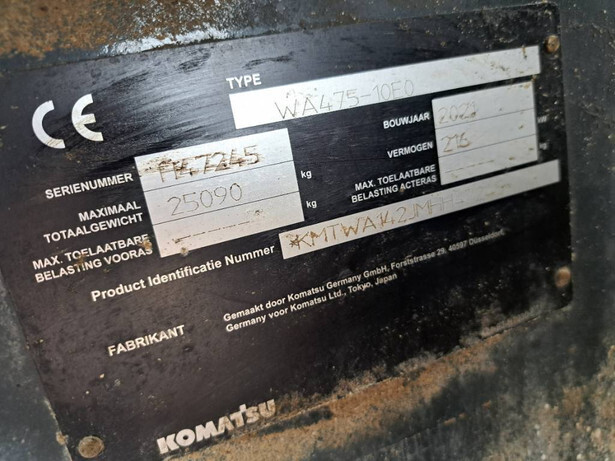 CE
TYPE WA475-10E0
SERIENUMMER
BOUWJAAR
MAXIMAAL TOTAALGEWICHT 25090 kg
VERMOGEN 216 kW
MAX. TOELAATBARE BELASTING VOORAS kg
MAX. TOELAATBARE BELASTING ACTERAS kg
Product Identificatie Nummer
FABRIKANT
Gemaakt door Komatsu Germany GmbH, Forststrasse 29, 40597 Düsseldorf,
Germany voor Komatsu Ltd., Tokyo, Japan
KOMATSU